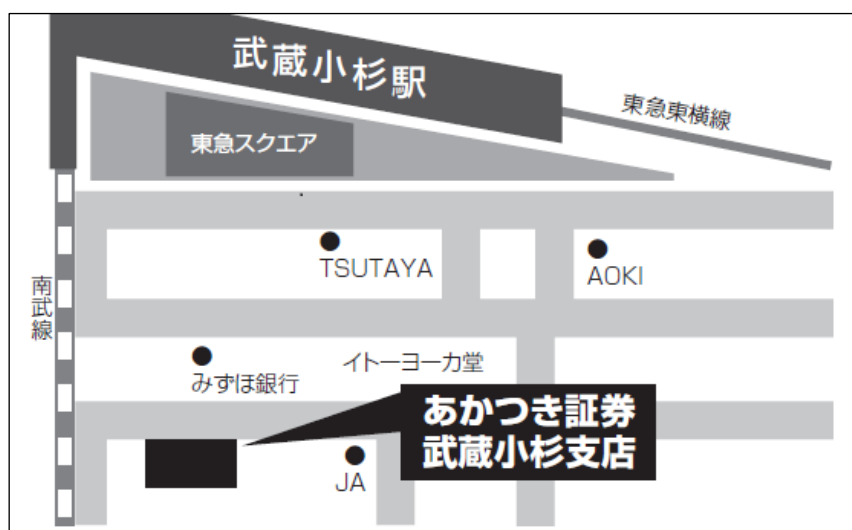 武蔵小杉駅
東急東横線
東急スクエア
TSUTAYA
AOKI
南武線
みずほ銀行
イトーヨーカ堂
あかつき証券
武蔵小杉支店
JA